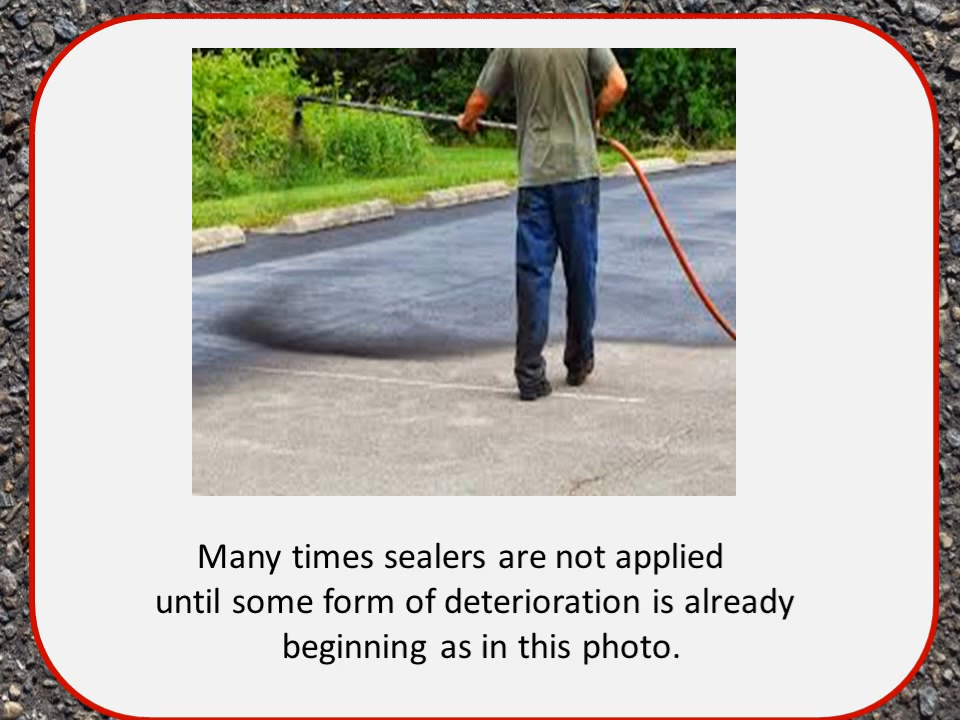 Many times sealers are not applied
until some form of deterioration is already
beginning as in this photo.